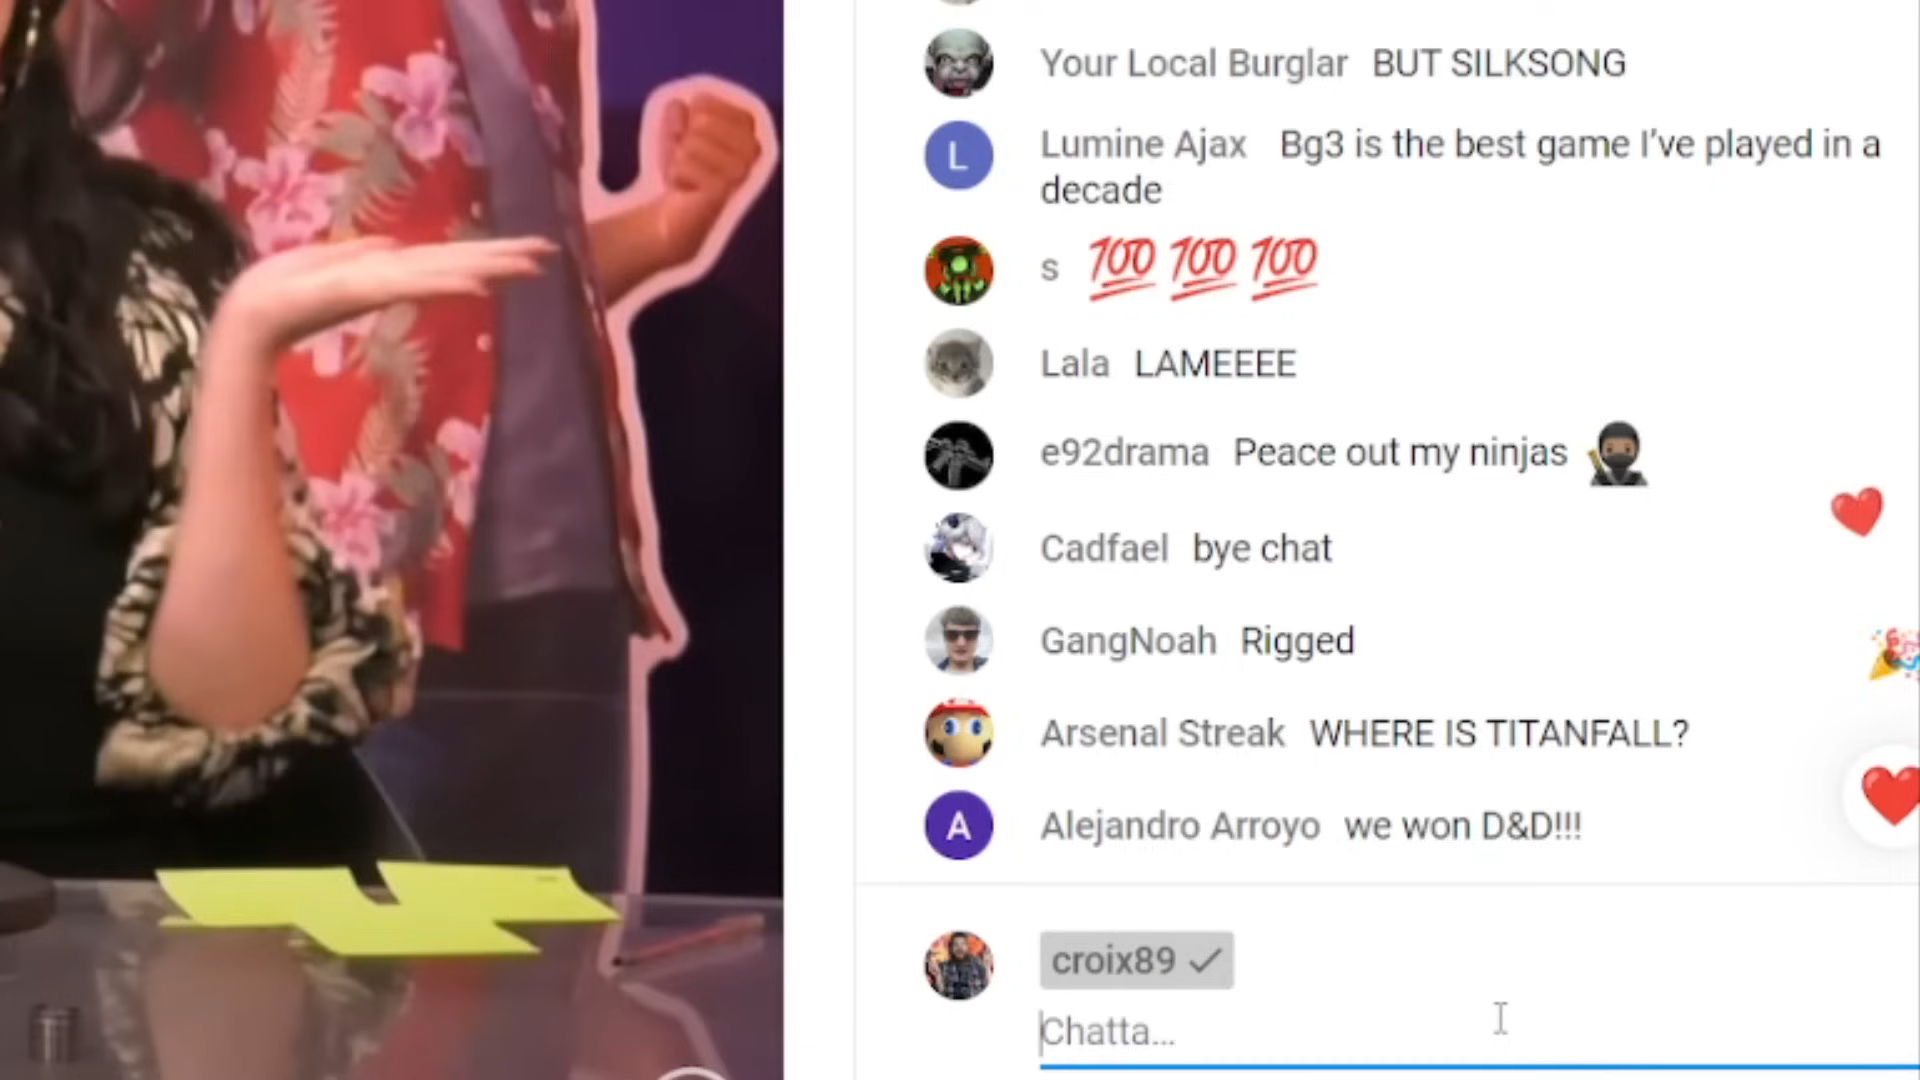 Your Local Burglar BUT SILKSONG
L
Lumine Ajax Bg3 is the best game I've played in a
decade
s 💯 💯 💯
Lala LAMEEEE
e92drama Peace out my ninjas 🥷🏾
Cadfael bye chat
GangNoah Rigged
Arsenal Streak WHERE IS TITANFALL?
A
Alejandro Arroyo we won D&D!!!
croix89 ✓
Chatta...